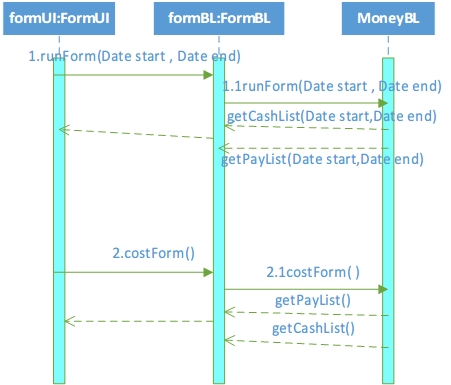 formUI:FormUI
formBL:FormBL
MoneyBL
1.runForm(Date start , Date end)
1.1runForm(Date start , Date end)
getCashList(Date start,Date end)
getPayList(Date start,Date end)
2.costForm()
2.1costForm( )
getPayList()
getCashList()